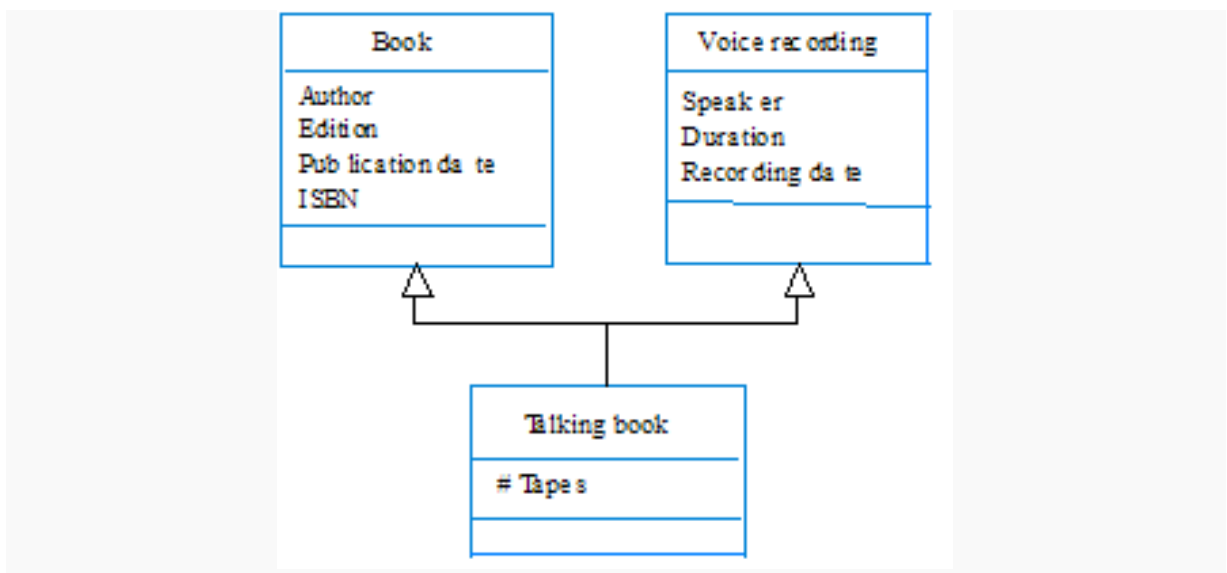 Book
Author
Edition
Publication date
ISBN
Voice recording
Speaker
Duration
Recording date
Talking book
# Tapes